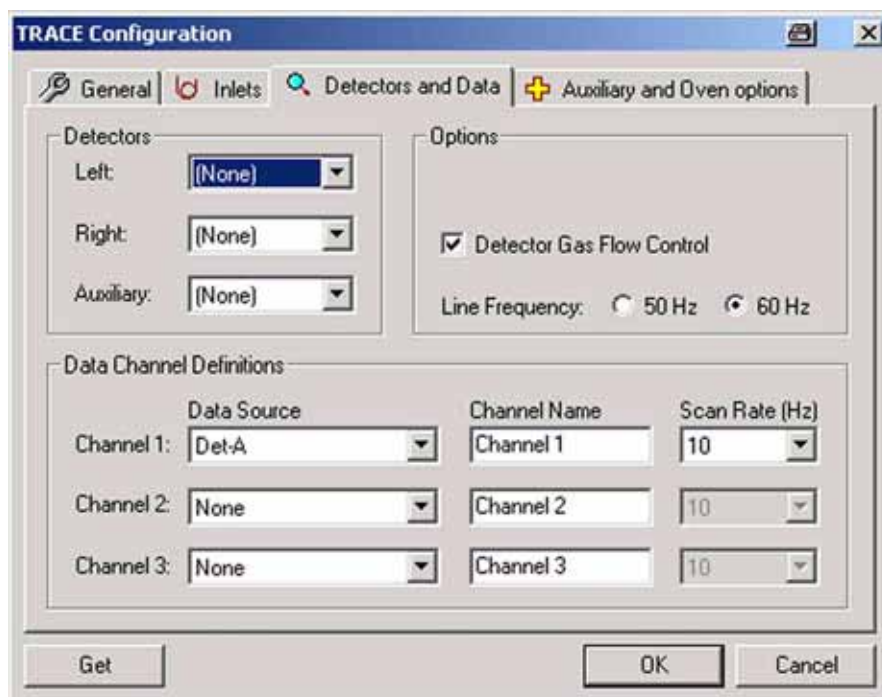 TRACE Configuration
General Inlets Detectors and Data Auxiliary and Oven options
Detectors
Left: (None)
Right: (None)
Auxiliary: (None)
Options
Detector Gas Flow Control
Line Frequency: 50 Hz 60 Hz
Data Channel Definitions
Data Source Channel Name Scan Rate (Hz)
Channel 1: Det-A Channel 1 10
Channel 2: None Channel 2 10
Channel 3: None Channel 3 10
Get OK Cancel